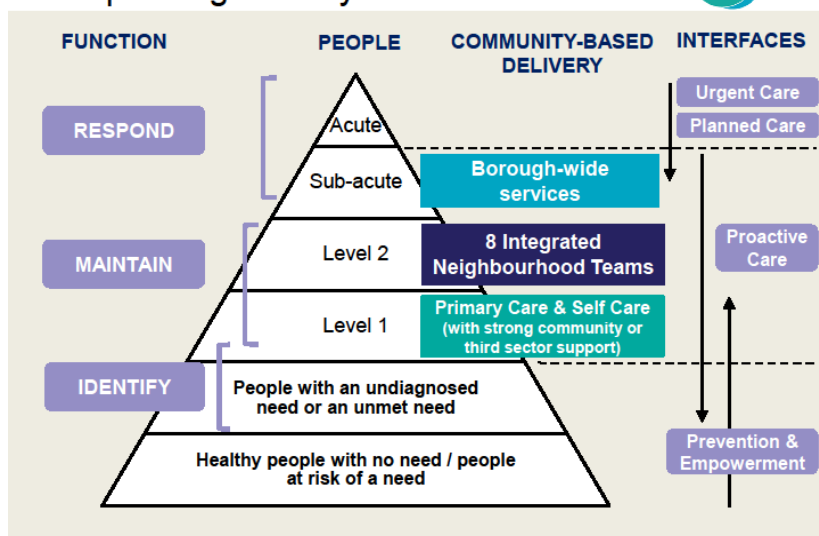 FUNCTION
PEOPLE
COMMUNITY-BASED
DELIVERY
INTERFACES
RESPOND
Acute
Urgent Care
Planned Care
Sub-acute
Borough-wide
services
MAINTAIN
Level 2
8 Integrated
Neighbourhood Teams
Proactive
Care
Level 1
Primary Care & Self Care
(with strong community or
third sector support)
IDENTIFY
People with an undiagnosed
need or an unmet need
Prevention &
Empowerment
Healthy people with no need / people
at risk of a need